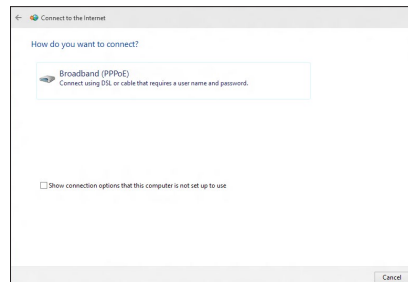 Connect to the Internet
How do you want to connect?
Broadband (PPPoE)
Connect using DSL or cable that requires a user name and password.
Show connection options that this computer is not set up to use
Cancel